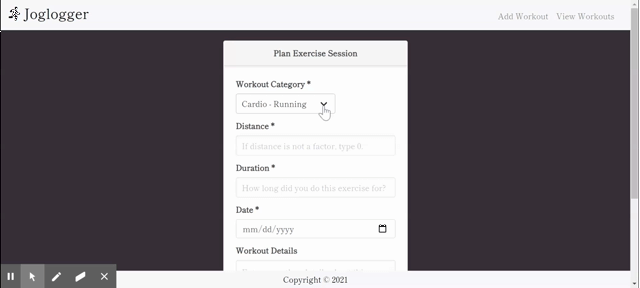 Joglogger
Add Workout View Workouts
Plan Exercise Session
Workout Category *
Cardio - Running
Distance *
If distance is not a factor, type 0.
Duration *
How long did you do this exercise for?
Date *
mm/dd/yyyy
Workout Details
Copyright © 2021